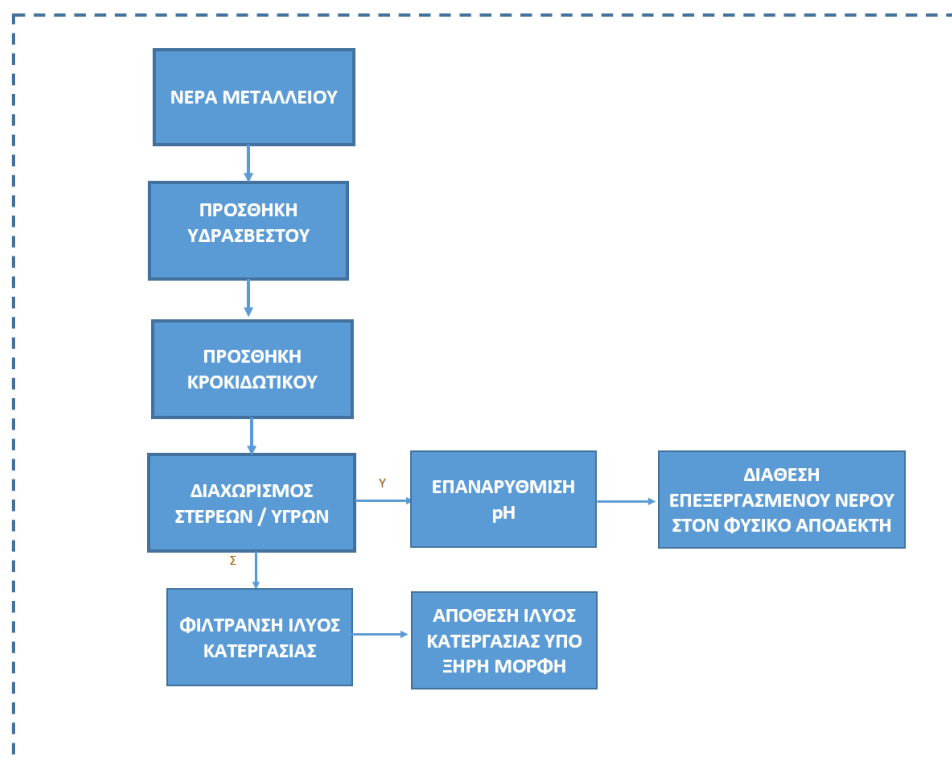 ΝΕΡΑ ΜΕΤΑΛΛΕΙΟΥ
ΠΡΟΣΘΗΚΗ
ΥΔΡΑΣΒΕΣΤΟΥ
ΠΡΟΣΘΗΚΗ
ΚΡΟΚΙΔΩΤΙΚΟΥ
ΔΙΑΧΩΡΙΣΜΟΣ
ΣΤΕΡΕΩΝ / ΥΓΡΩΝ
Υ
ΕΠΑΝΑΡΥΘΜΙΣΗ
pH
ΔΙΑΘΕΣΗ
ΕΠΕΞΕΡΓΑΣΜΕΝΟΥ ΝΕΡΟΥ
ΣΤΟΝ ΦΥΣΙΚΟ ΑΠΟΔΕΚΤΗ
Σ
ΦΙΛΤΡΑΝΣΗ ΙΛΥΟΣ
ΚΑΤΕΡΓΑΣΙΑΣ
ΑΠΟΘΕΣΗ ΙΛΥΟΣ
ΚΑΤΕΡΓΑΣΙΑΣ ΥΠΟ
ΞΗΡΗ ΜΟΡΦΗ